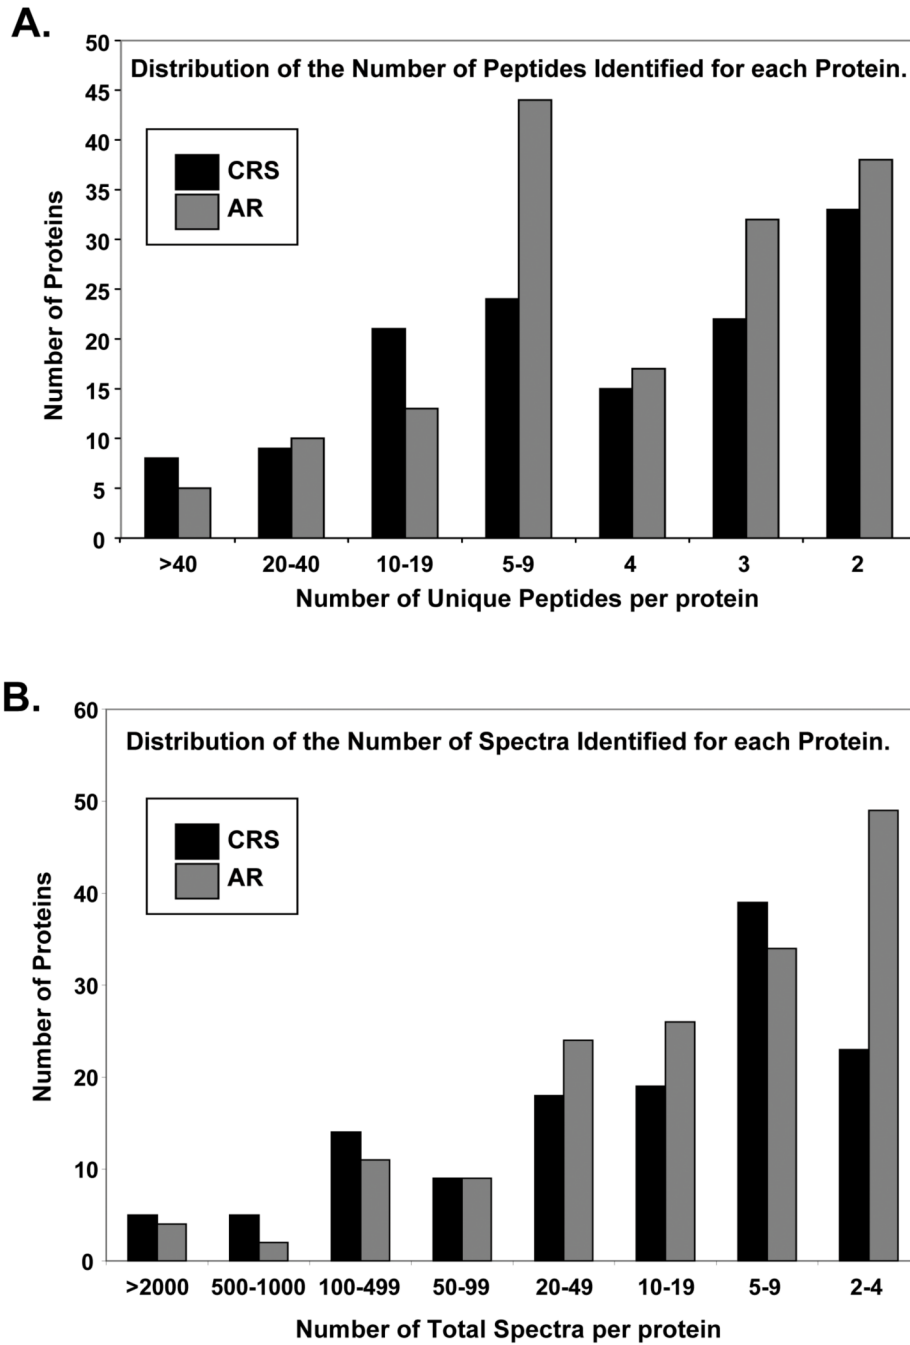 A.
Distribution of the Number of Peptides Identified for each Protein.
CRS
AR
Number of Proteins
50
45
40
35
30
25
20
15
10
5
0
>40 20-40 10-19 5-9 4 3 2
Number of Unique Peptides per protein
B.
Distribution of the Number of Spectra Identified for each Protein.
CRS
AR
Number of Proteins
60
50
40
30
20
10
0
>2000 500-1000 100-499 50-99 20-49 10-19 5-9 2-4
Number of Total Spectra per protein